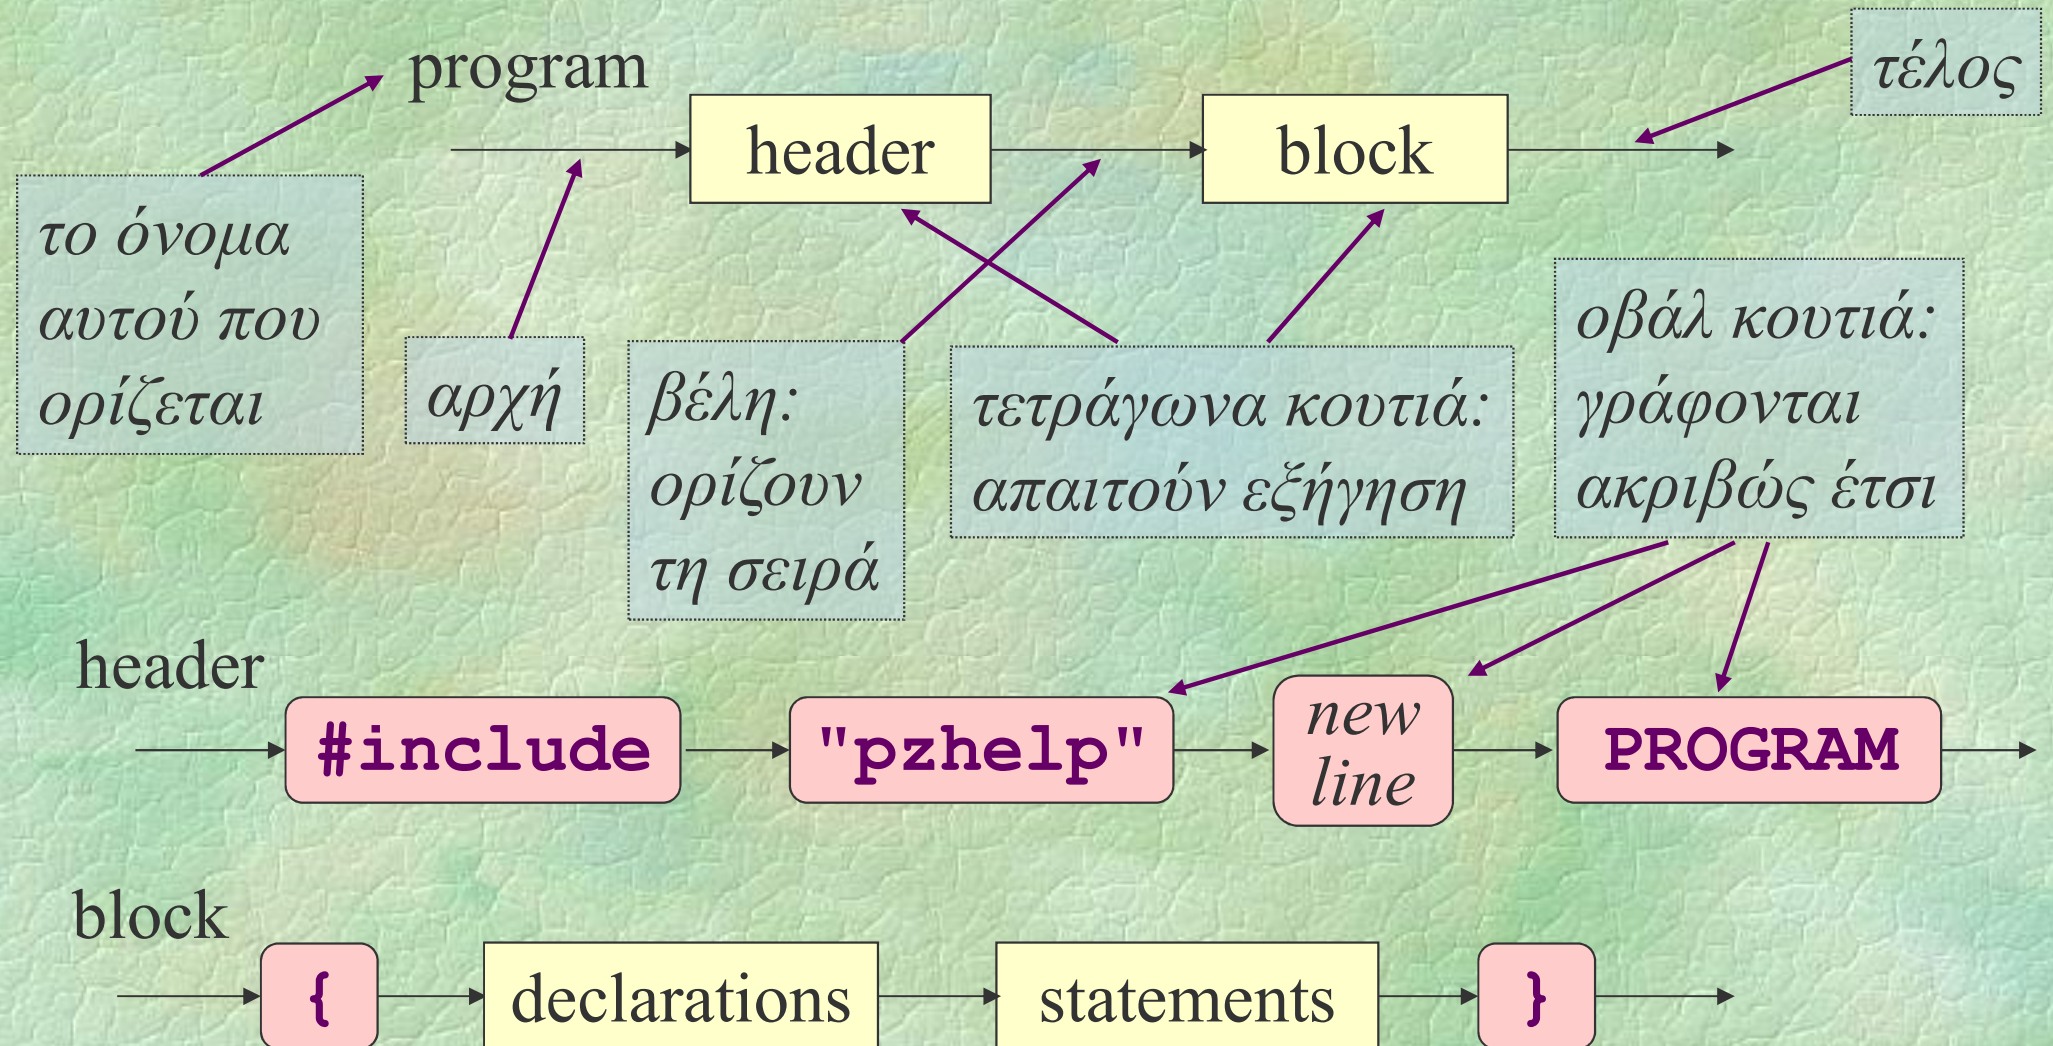 program
τέλος
header
block
το όνομα
αυτού που
ορίζεται
αρχή
βέλη:
ορίζουν
τη σειρά
τετράγωνα κουτιά:
απαιτούν εξήγηση
οβάλ κουτιά:
γράφονται
ακριβώς έτσι
header
#include
"pzhelp"
new
line
PROGRAM
block
{
declarations
statements
}